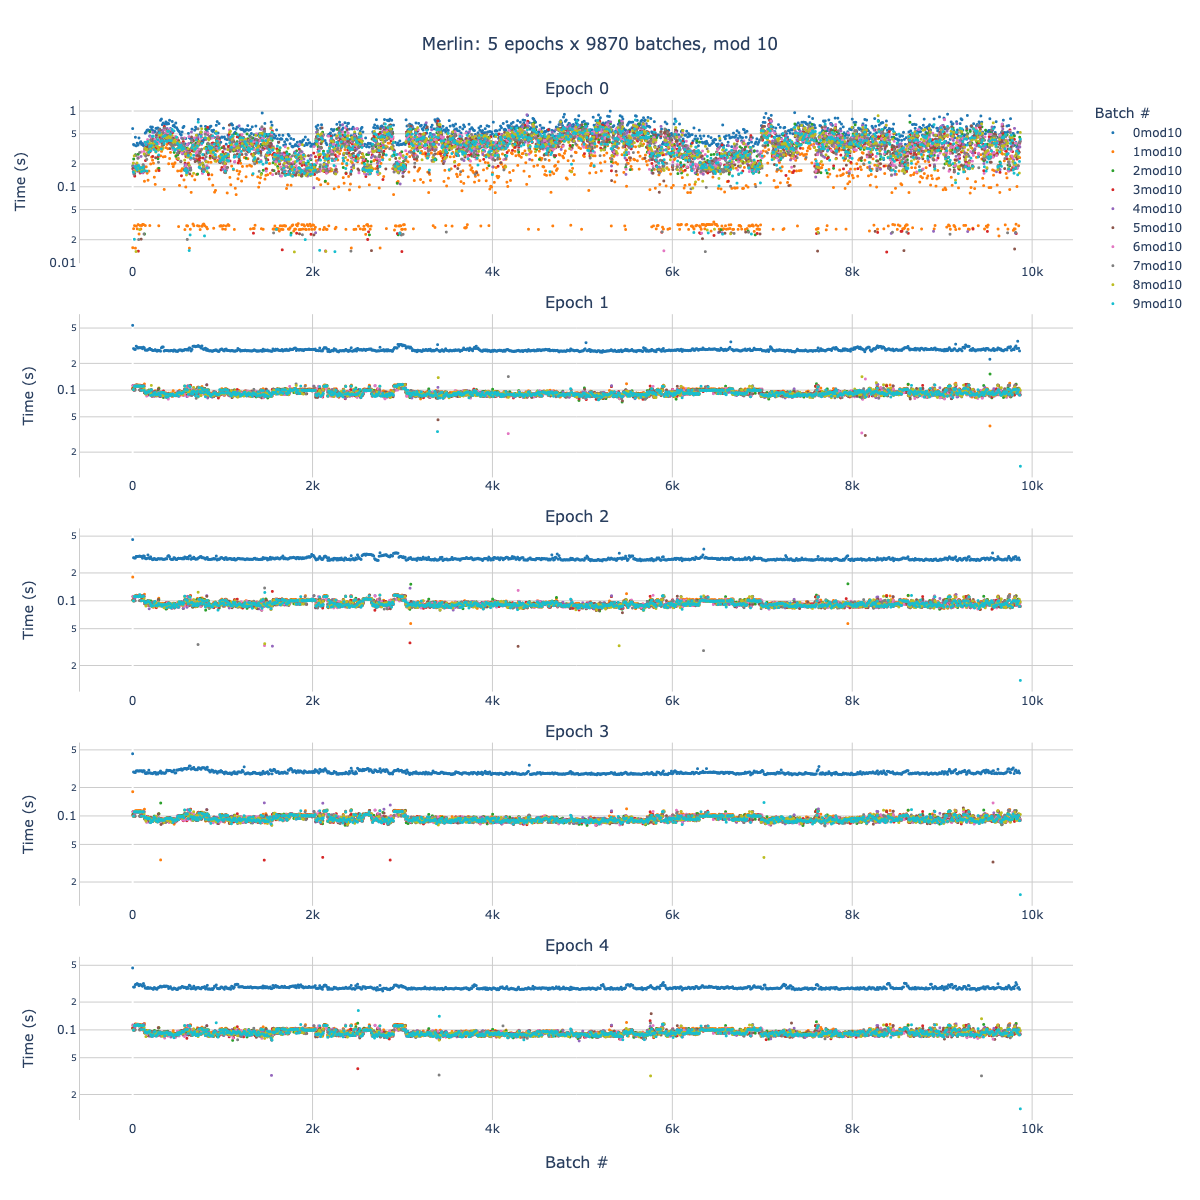 Merlin: 5 epochs x 9870 batches, mod 10
Epoch 0
Batch #
0mod10
1mod10
2mod10
3mod10
4mod10
5mod10
6mod10
7mod10
8mod10
9mod10
Time (s)
1
5
2
0.1
5
2
0.01
0 2k 4k 6k 8k 10k
Epoch 1
Time (s)
5
2
0.1
5
2
0 2k 4k 6k 8k 10k
Epoch 2
Time (s)
5
2
0.1
5
2
0 2k 4k 6k 8k 10k
Epoch 3
Time (s)
5
2
0.1
5
2
0 2k 4k 6k 8k 10k
Epoch 4
Time (s)
5
2
0.1
5
2
0 2k 4k 6k 8k 10k
Batch #